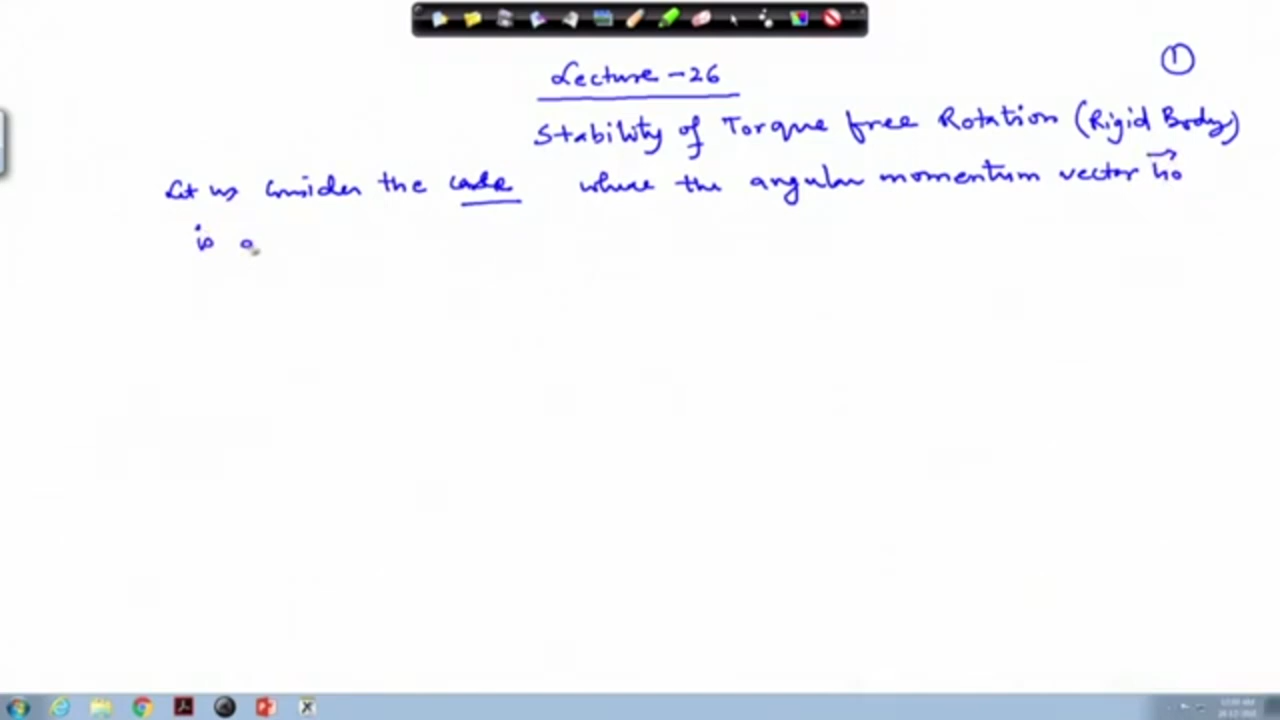 Lecture - 26
①
Stability of Torque free Rotation (Rigid Body)
Let us consider the case where the angular momentum vector h₀
is a